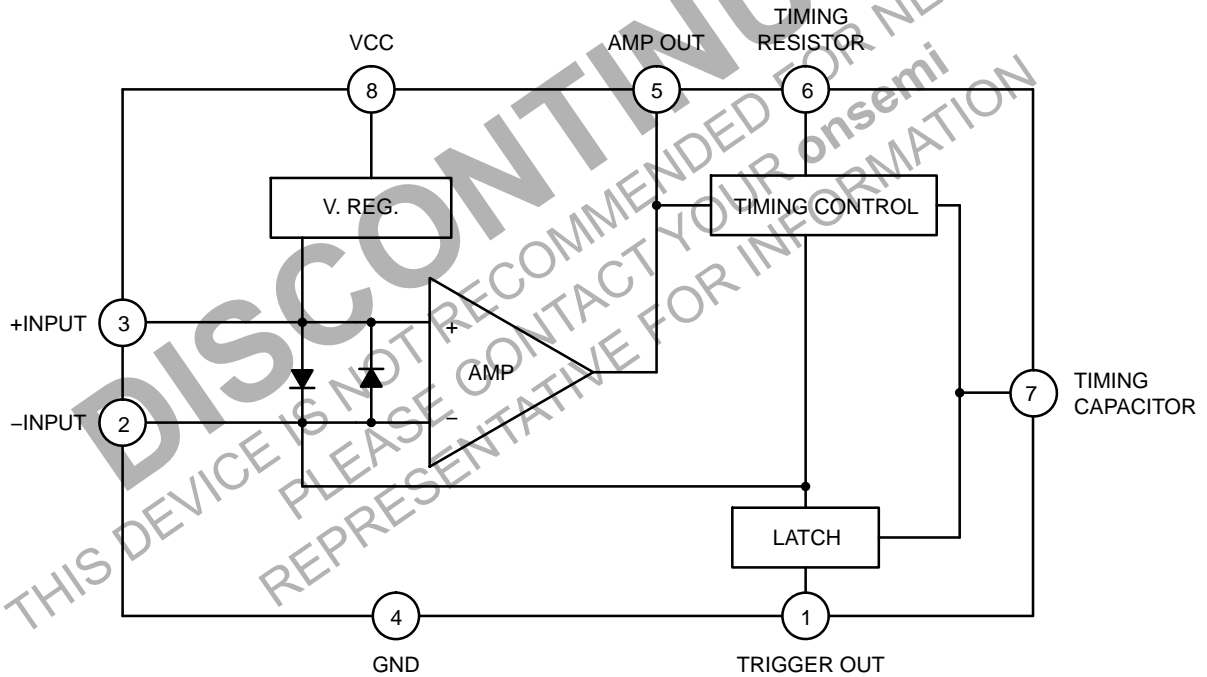 TIMING
RESISTOR
VCC
AMP OUT
8
5
6
V. REG.
TIMING CONTROL
+INPUT
3
+
AMP
−
−INPUT
2
7
TIMING
CAPACITOR
LATCH
4
1
GND
TRIGGER OUT
THIS DEVICE IS NOT RECOMMENDED FOR
PLEASE CONTACT YOUR onsemi
REPRESENTATIVE FOR INFORMATION